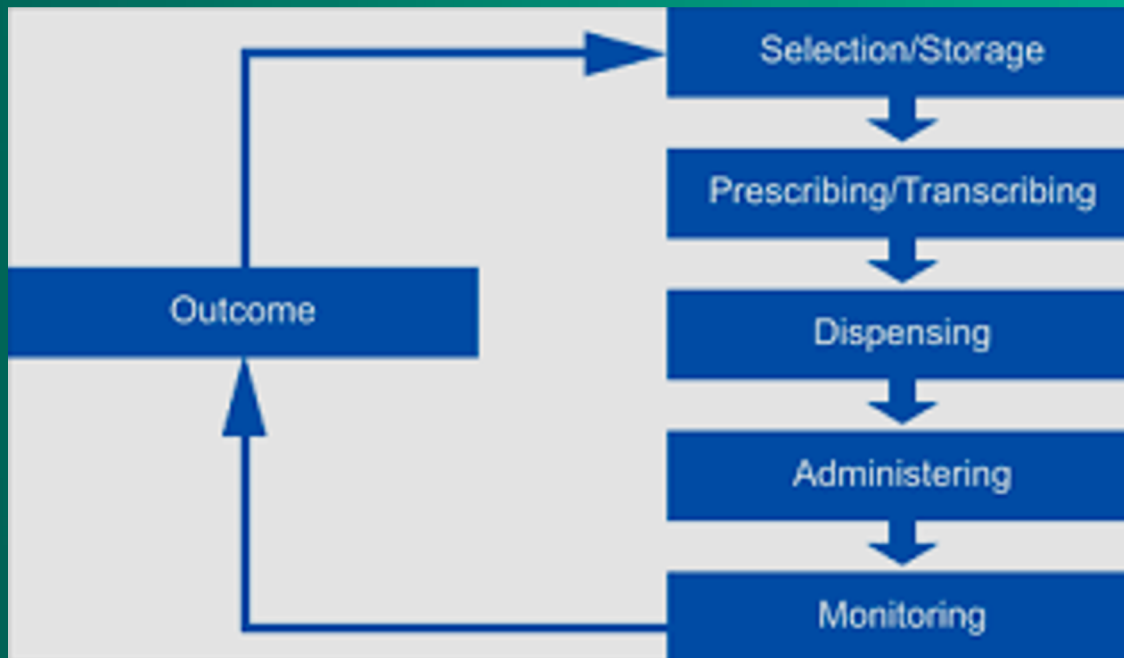 Selection/Storage
Prescribing/Transcribing
Outcome
Dispensing
Administering
Monitoring